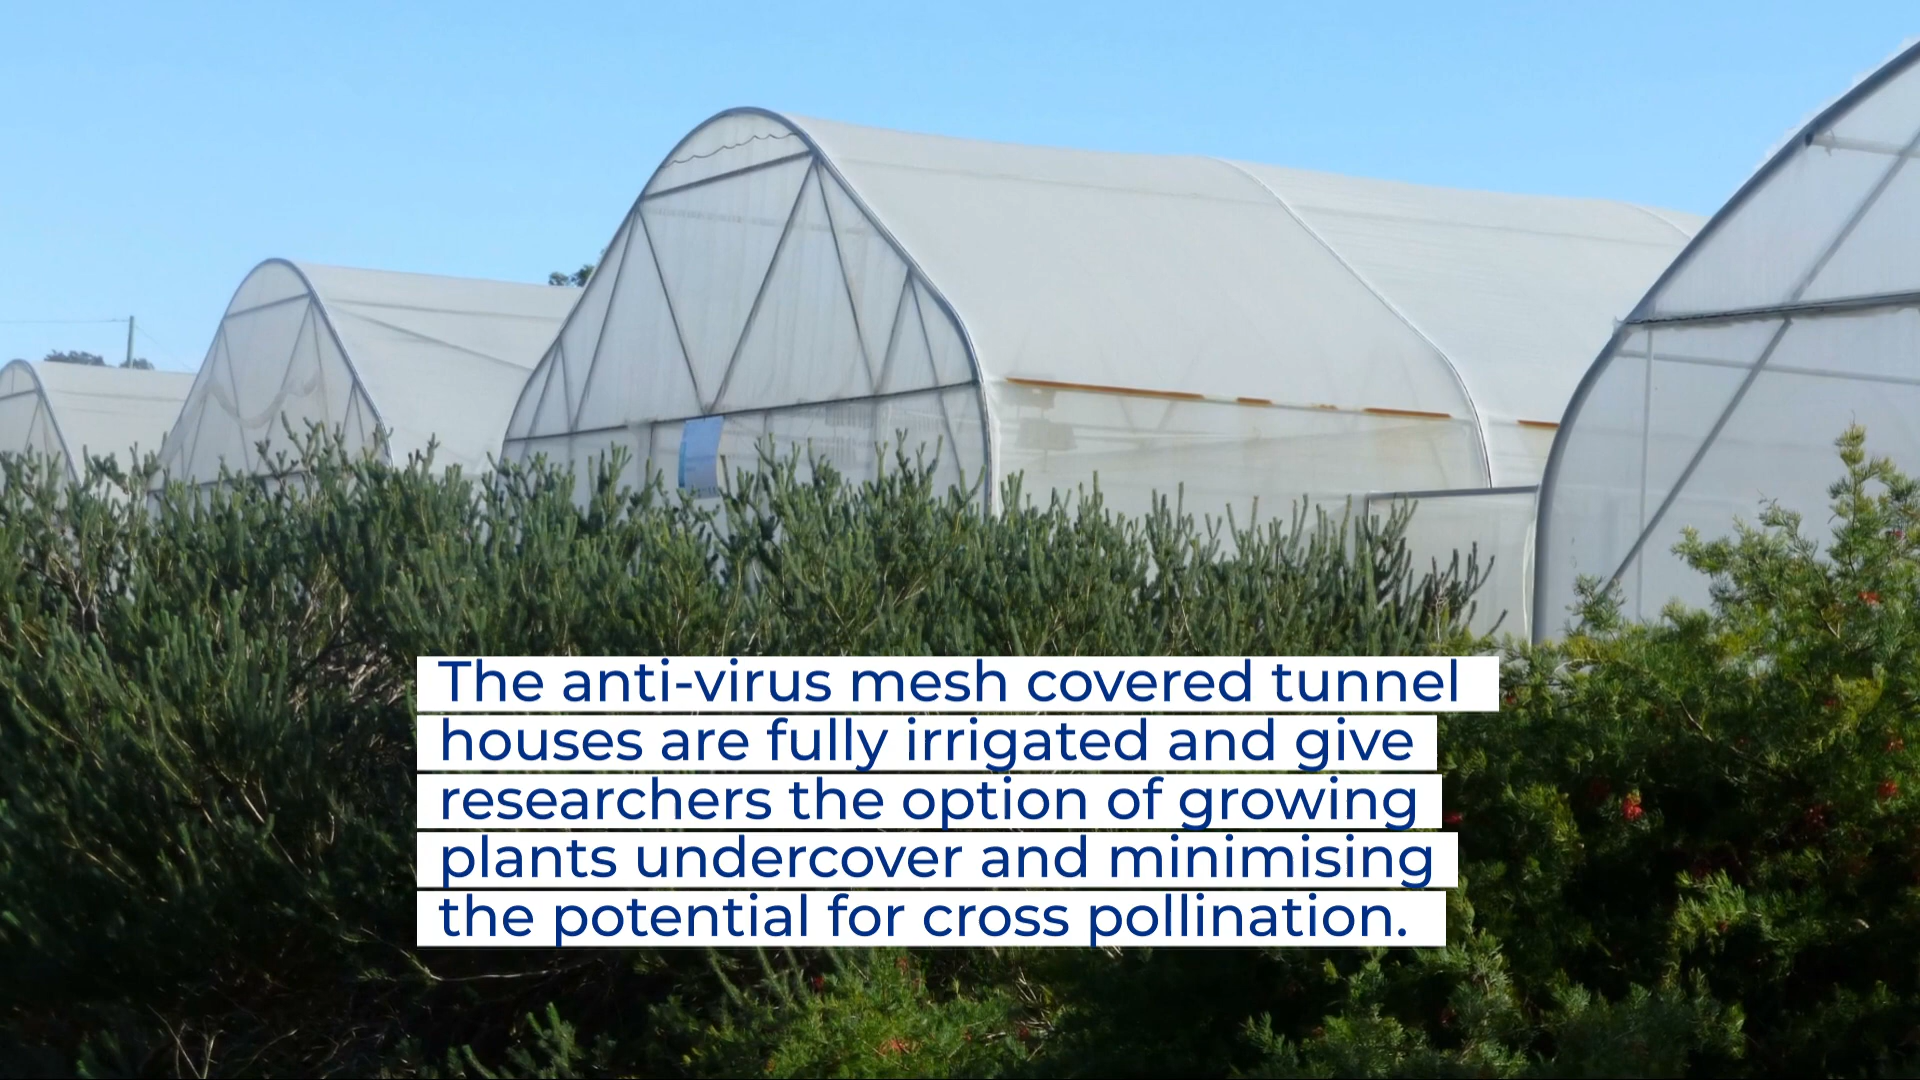 The anti-virus mesh covered tunnel
houses are fully irrigated and give
researchers the option of growing
plants undercover and minimising
the potential for cross pollination.